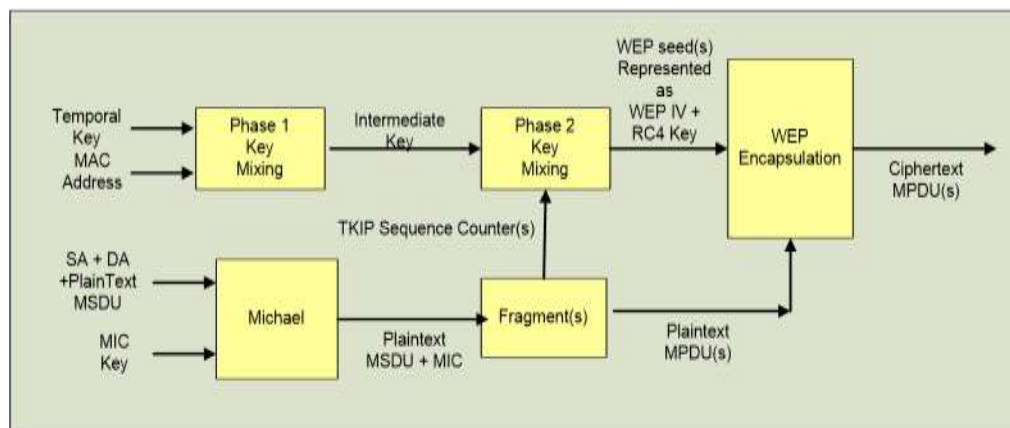 Temporal
Key
MAC
Address
Phase 1
Key
Mixing
Intermediate
Key
Phase 2
Key
Mixing
WEP seed(s)
Represented
as
WEP IV +
RC4 Key
WEP
Encapsulation
Ciphertext
MPDU(s)
TKIP Sequence Counter(s)
SA + DA
+PlainText
MSDU
MIC
Key
Michael
Plaintext
MSDU + MIC
Fragment(s)
Plaintext
MPDU(s)